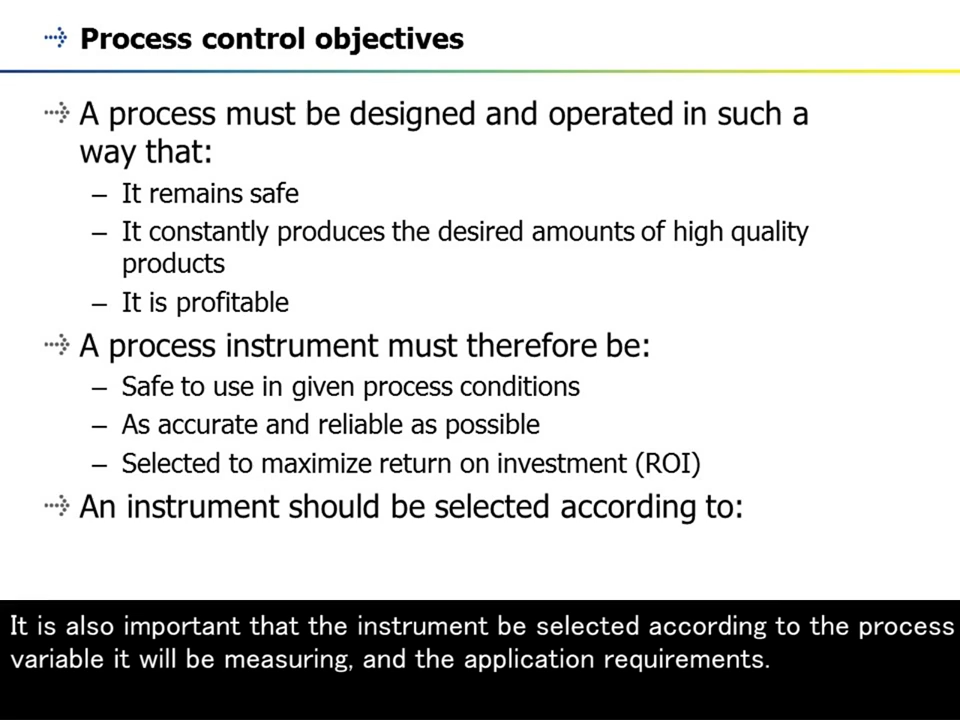 Process control objectives
A process must be designed and operated in such a
way that:
– It remains safe
– It constantly produces the desired amounts of high quality
products
– It is profitable
A process instrument must therefore be:
– Safe to use in given process conditions
– As accurate and reliable as possible
– Selected to maximize return on investment (ROI)
An instrument should be selected according to:
It is also important that the instrument be selected according to the process
variable it will be measuring, and the application requirements.